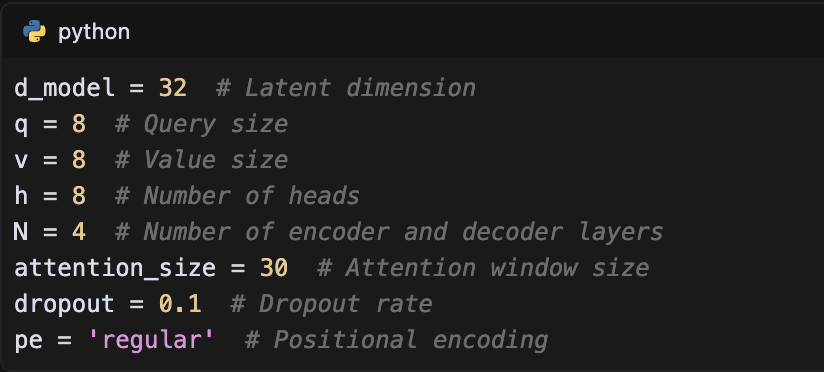 python
d_model = 32  # Latent dimension
q = 8  # Query size
v = 8  # Value size
h = 8  # Number of heads
N = 4  # Number of encoder and decoder layers
attention_size = 30  # Attention window size
dropout = 0.1  # Dropout rate
pe = 'regular'  # Positional encoding